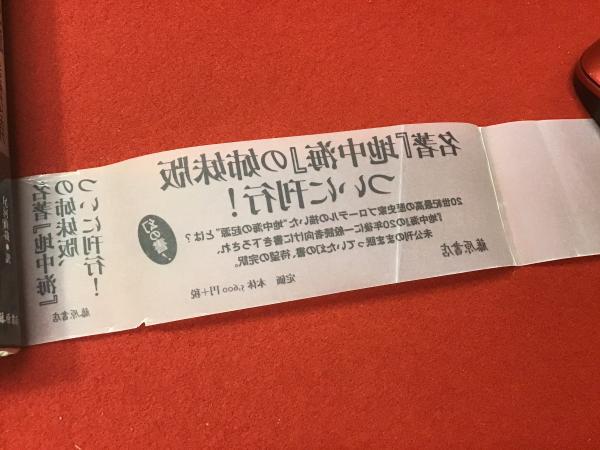 名著『地中海』の姉妹版
ついに刊行!
20世紀最高の歴史家ブローデルの描いた“地中海の起源”とは?
『地中海』の20年後に一般読者向けに書き下ろされ、
未公刊のまま眠っていた幻の書、待望の完訳。
幻の書!
定価 本体5,600円+税
藤原書店
名著『地中海』
の姉妹版、
ついに刊行!
藤原書店